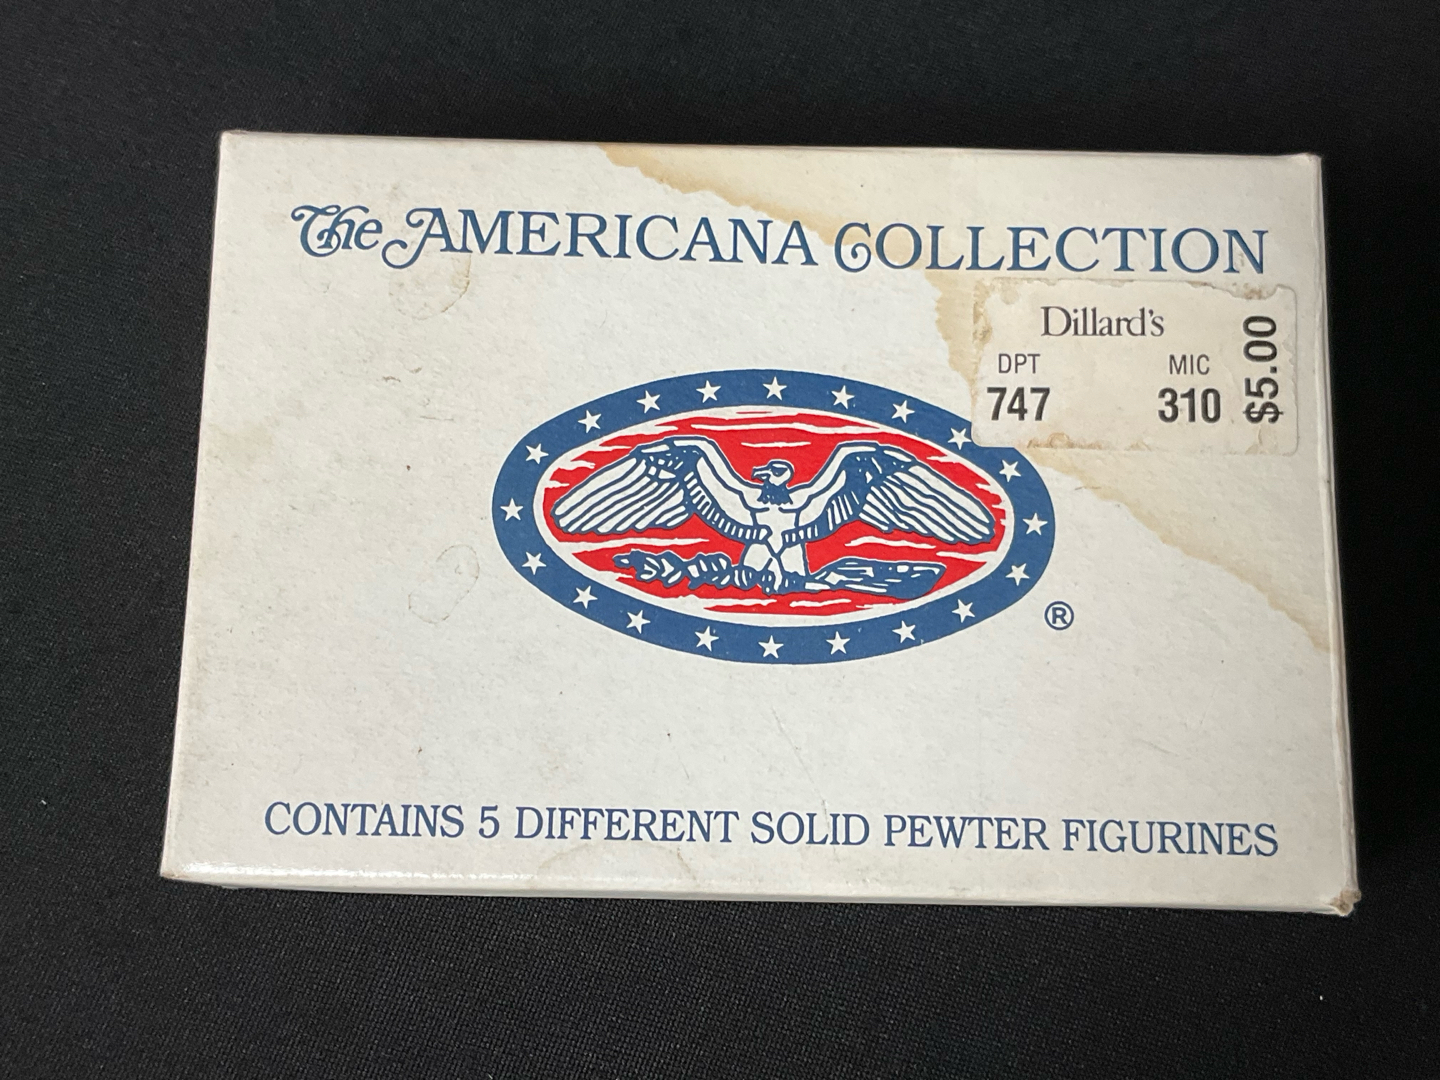 The AMERICANA COLLECTION
Dillard's
DPT MIC
747 310
$5.00
®
CONTAINS 5 DIFFERENT SOLID PEWTER FIGURINES